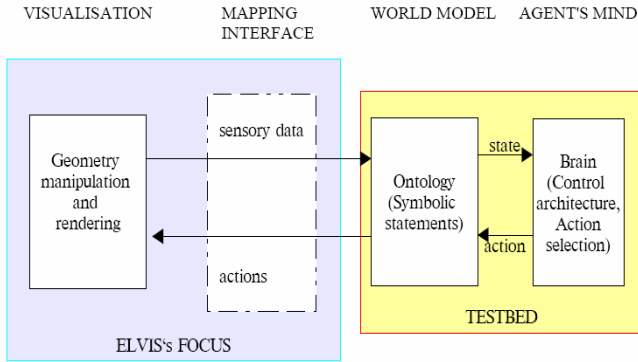 VISUALISATION
MAPPING
INTERFACE
WORLD MODEL
AGENT'S MIND
Geometry
manipulation
and
rendering
sensory data
actions
Ontology
(Symbolic
statements)
state
action
Brain
(Control
architecture,
Action
selection)
ELVIS‘s FOCUS
TESTBED